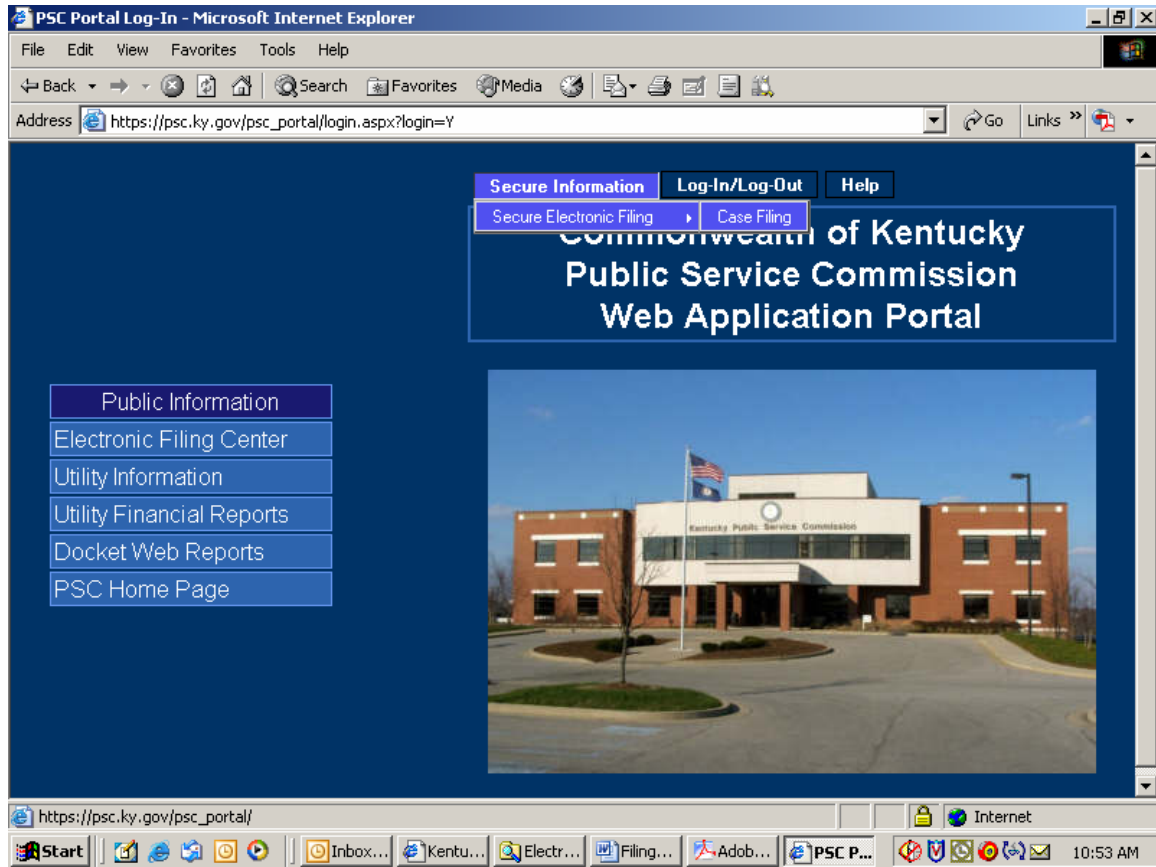 PSC Portal Log-In - Microsoft Internet Explorer
File Edit View Favorites Tools Help
Back Search Favorites Media
Address https://psc.ky.gov/psc_portal/login.aspx?login=Y Go Links »
Secure Information Log-In/Log-Out Help
Secure Electronic Filing Case Filing
Commonwealth of Kentucky
Public Service Commission
Web Application Portal
Public Information
Electronic Filing Center
Utility Information
Utility Financial Reports
Docket Web Reports
PSC Home Page
Kentucky Public Service Commission
https://psc.ky.gov/psc_portal/ Internet
Start Inbox... Kentu... Electr... Filing... Adob... PSC P... 10:53 AM